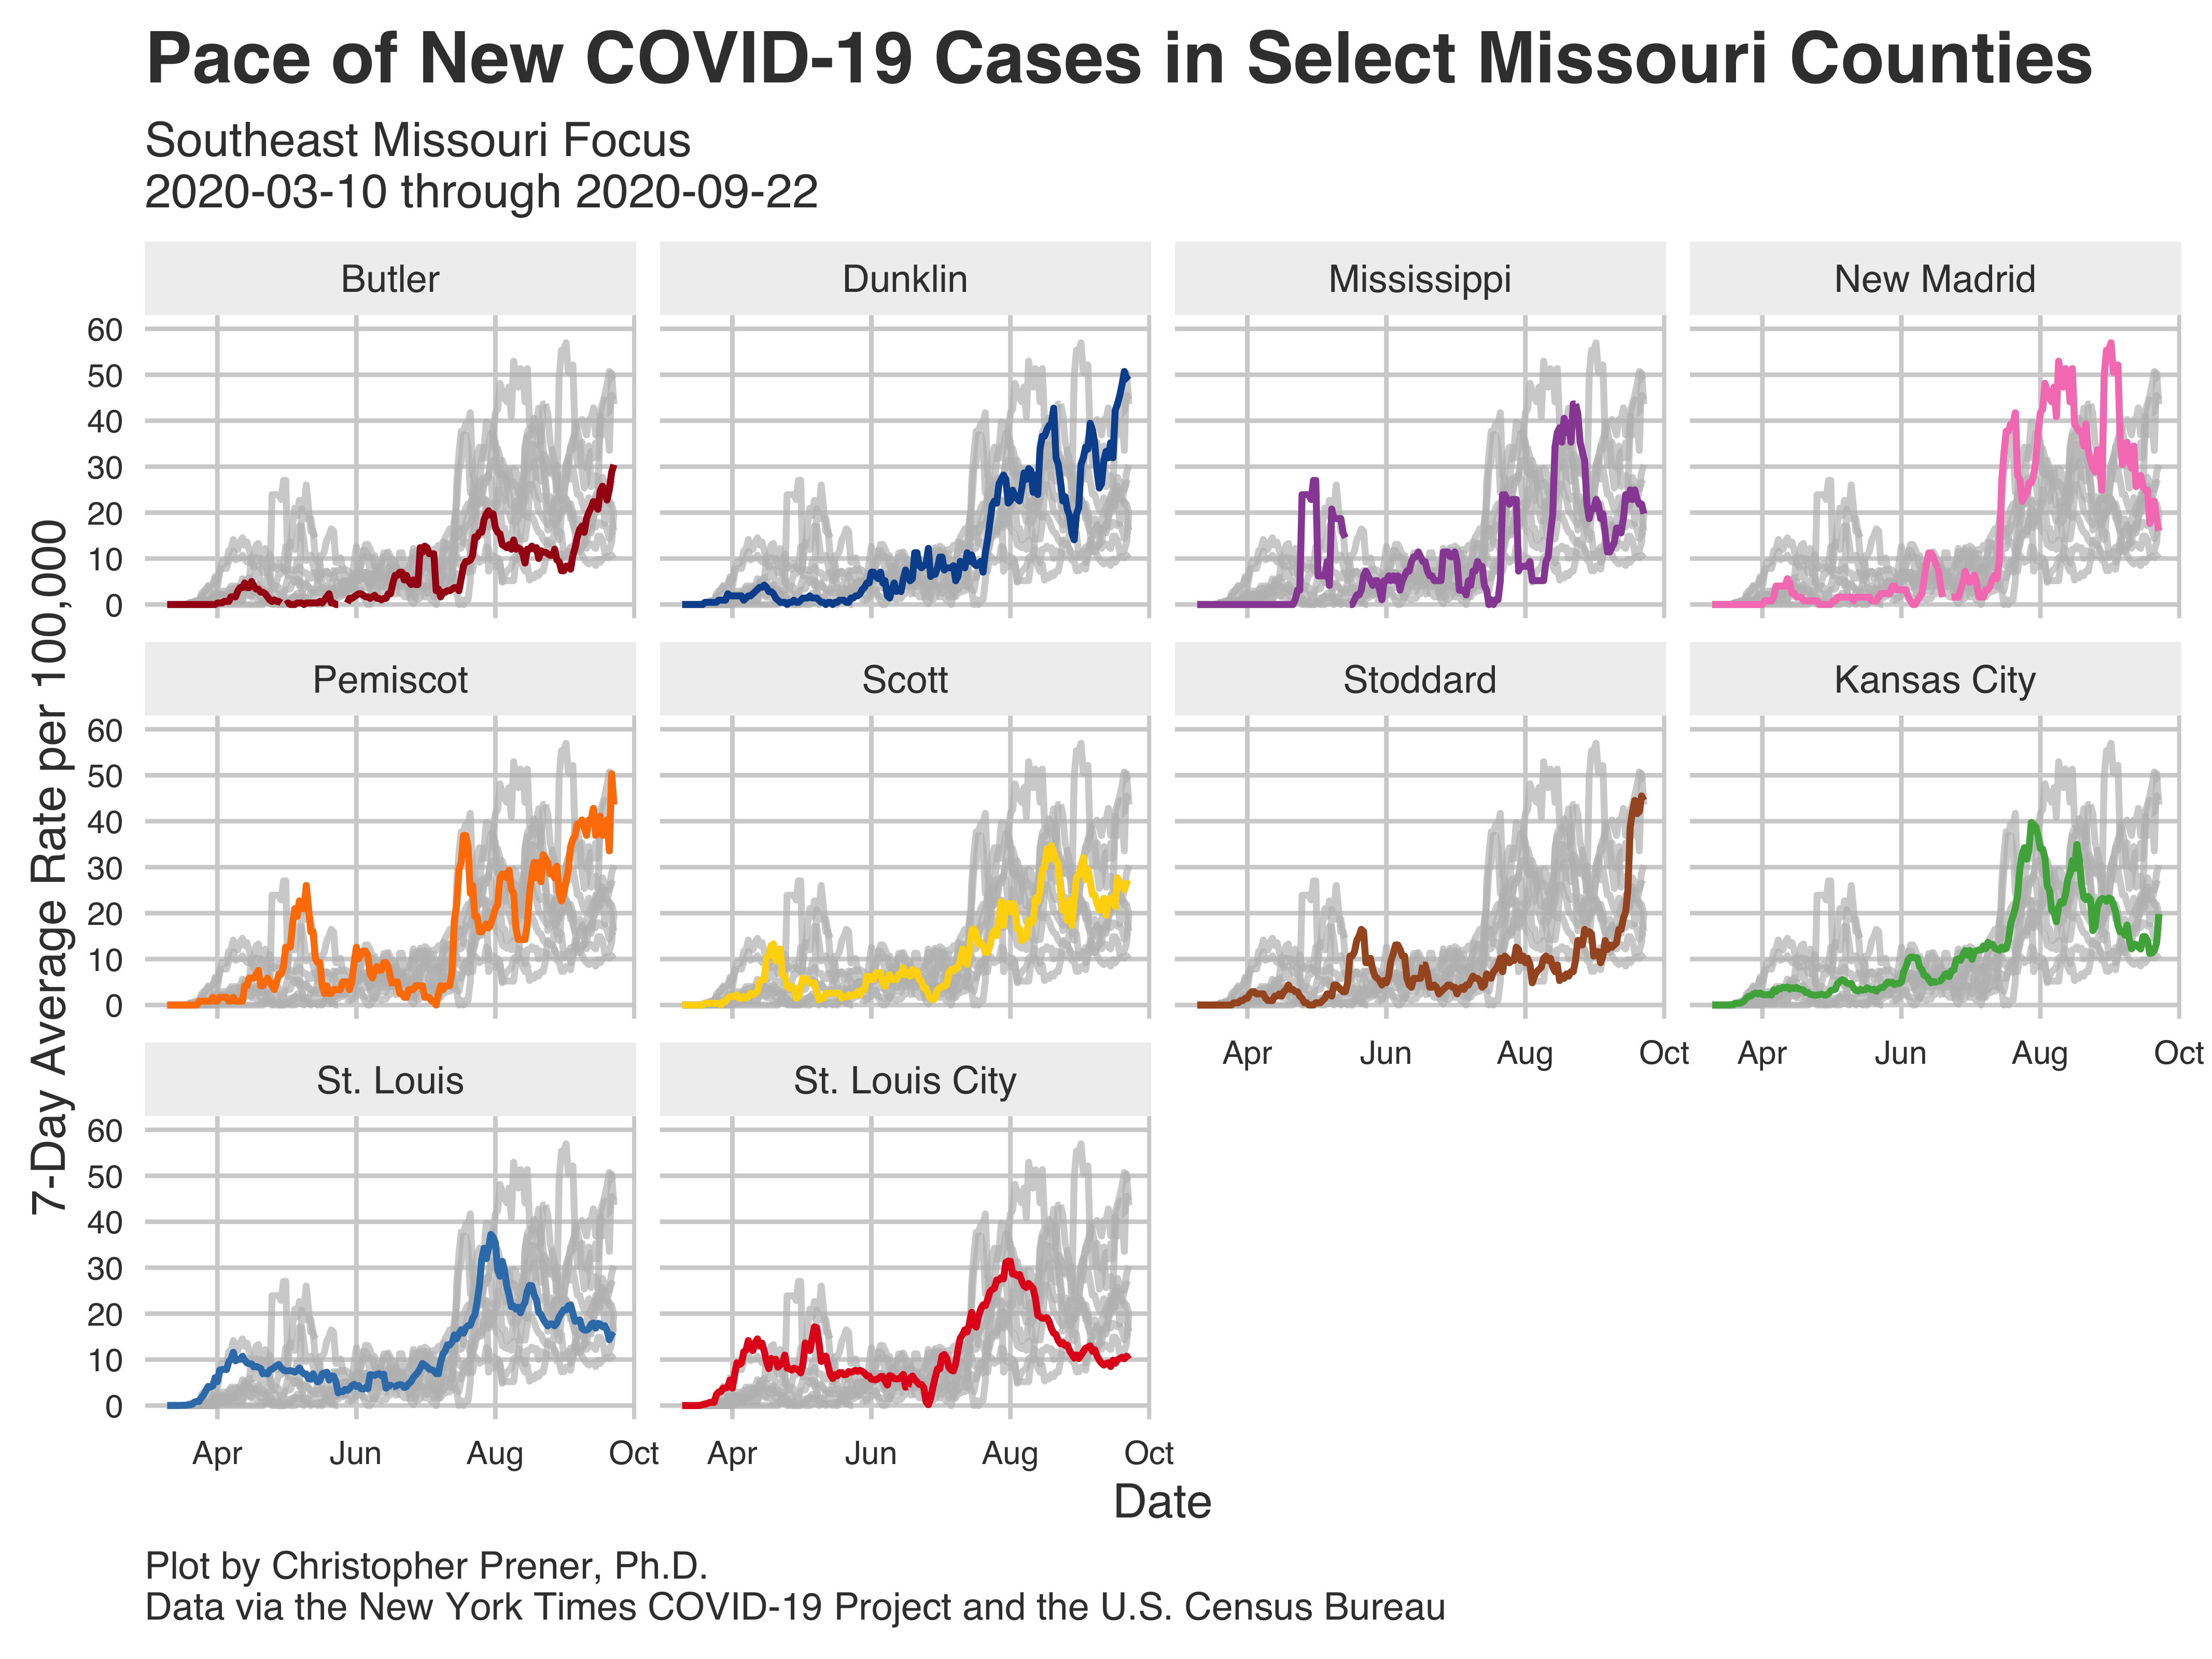 Pace of New COVID-19 Cases in Select Missouri Counties
Southeast Missouri Focus
2020-03-10 through 2020-09-22
7-Day Average Rate per 100,000
Butler
Dunklin
Mississippi
New Madrid
60
50
40
30
20
10
0
Pemiscot
Scott
Stoddard
Kansas City
60
50
40
30
20
10
0
Apr Jun Aug Oct
Apr Jun Aug Oct
St. Louis
St. Louis City
60
50
40
30
20
10
0
Apr Jun Aug Oct
Apr Jun Aug Oct
Date
Plot by Christopher Prener, Ph.D.
Data via the New York Times COVID-19 Project and the U.S. Census Bureau